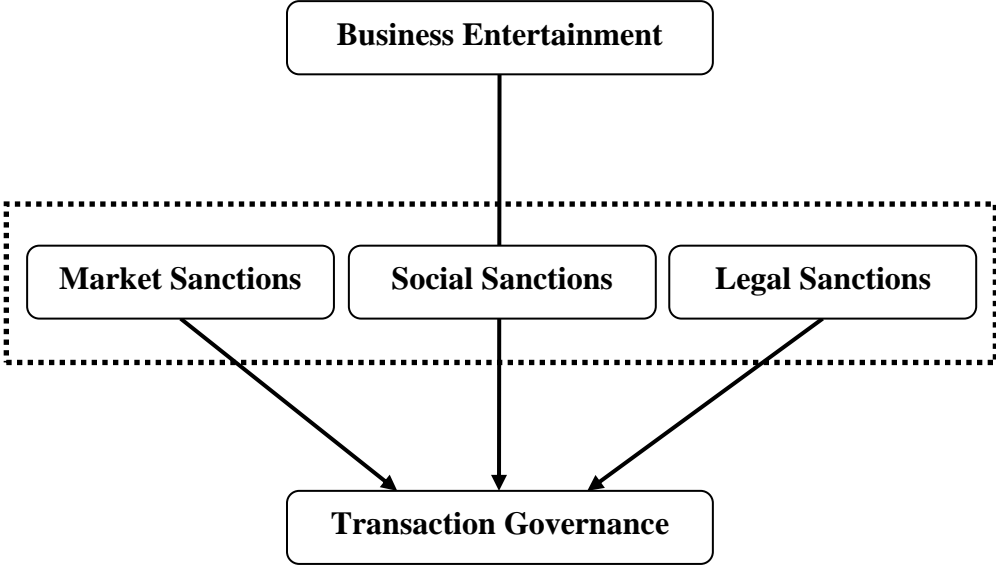 Business Entertainment
Market Sanctions
Social Sanctions
Legal Sanctions
Transaction Governance